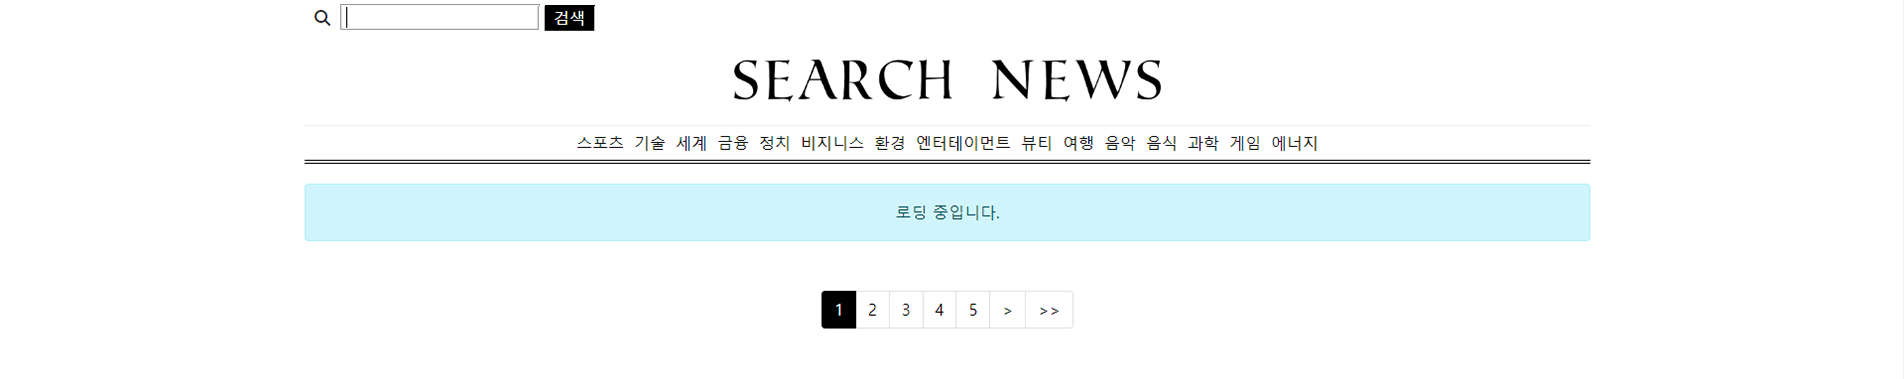 검색
SEARCH NEWS
스포츠 기술 세계 금융 정치 비지니스 환경 엔터테이먼트 뷰티 여행 음악 음식 과학 게임 에너지
로딩 중입니다.
1 2 3 4 5 > >>